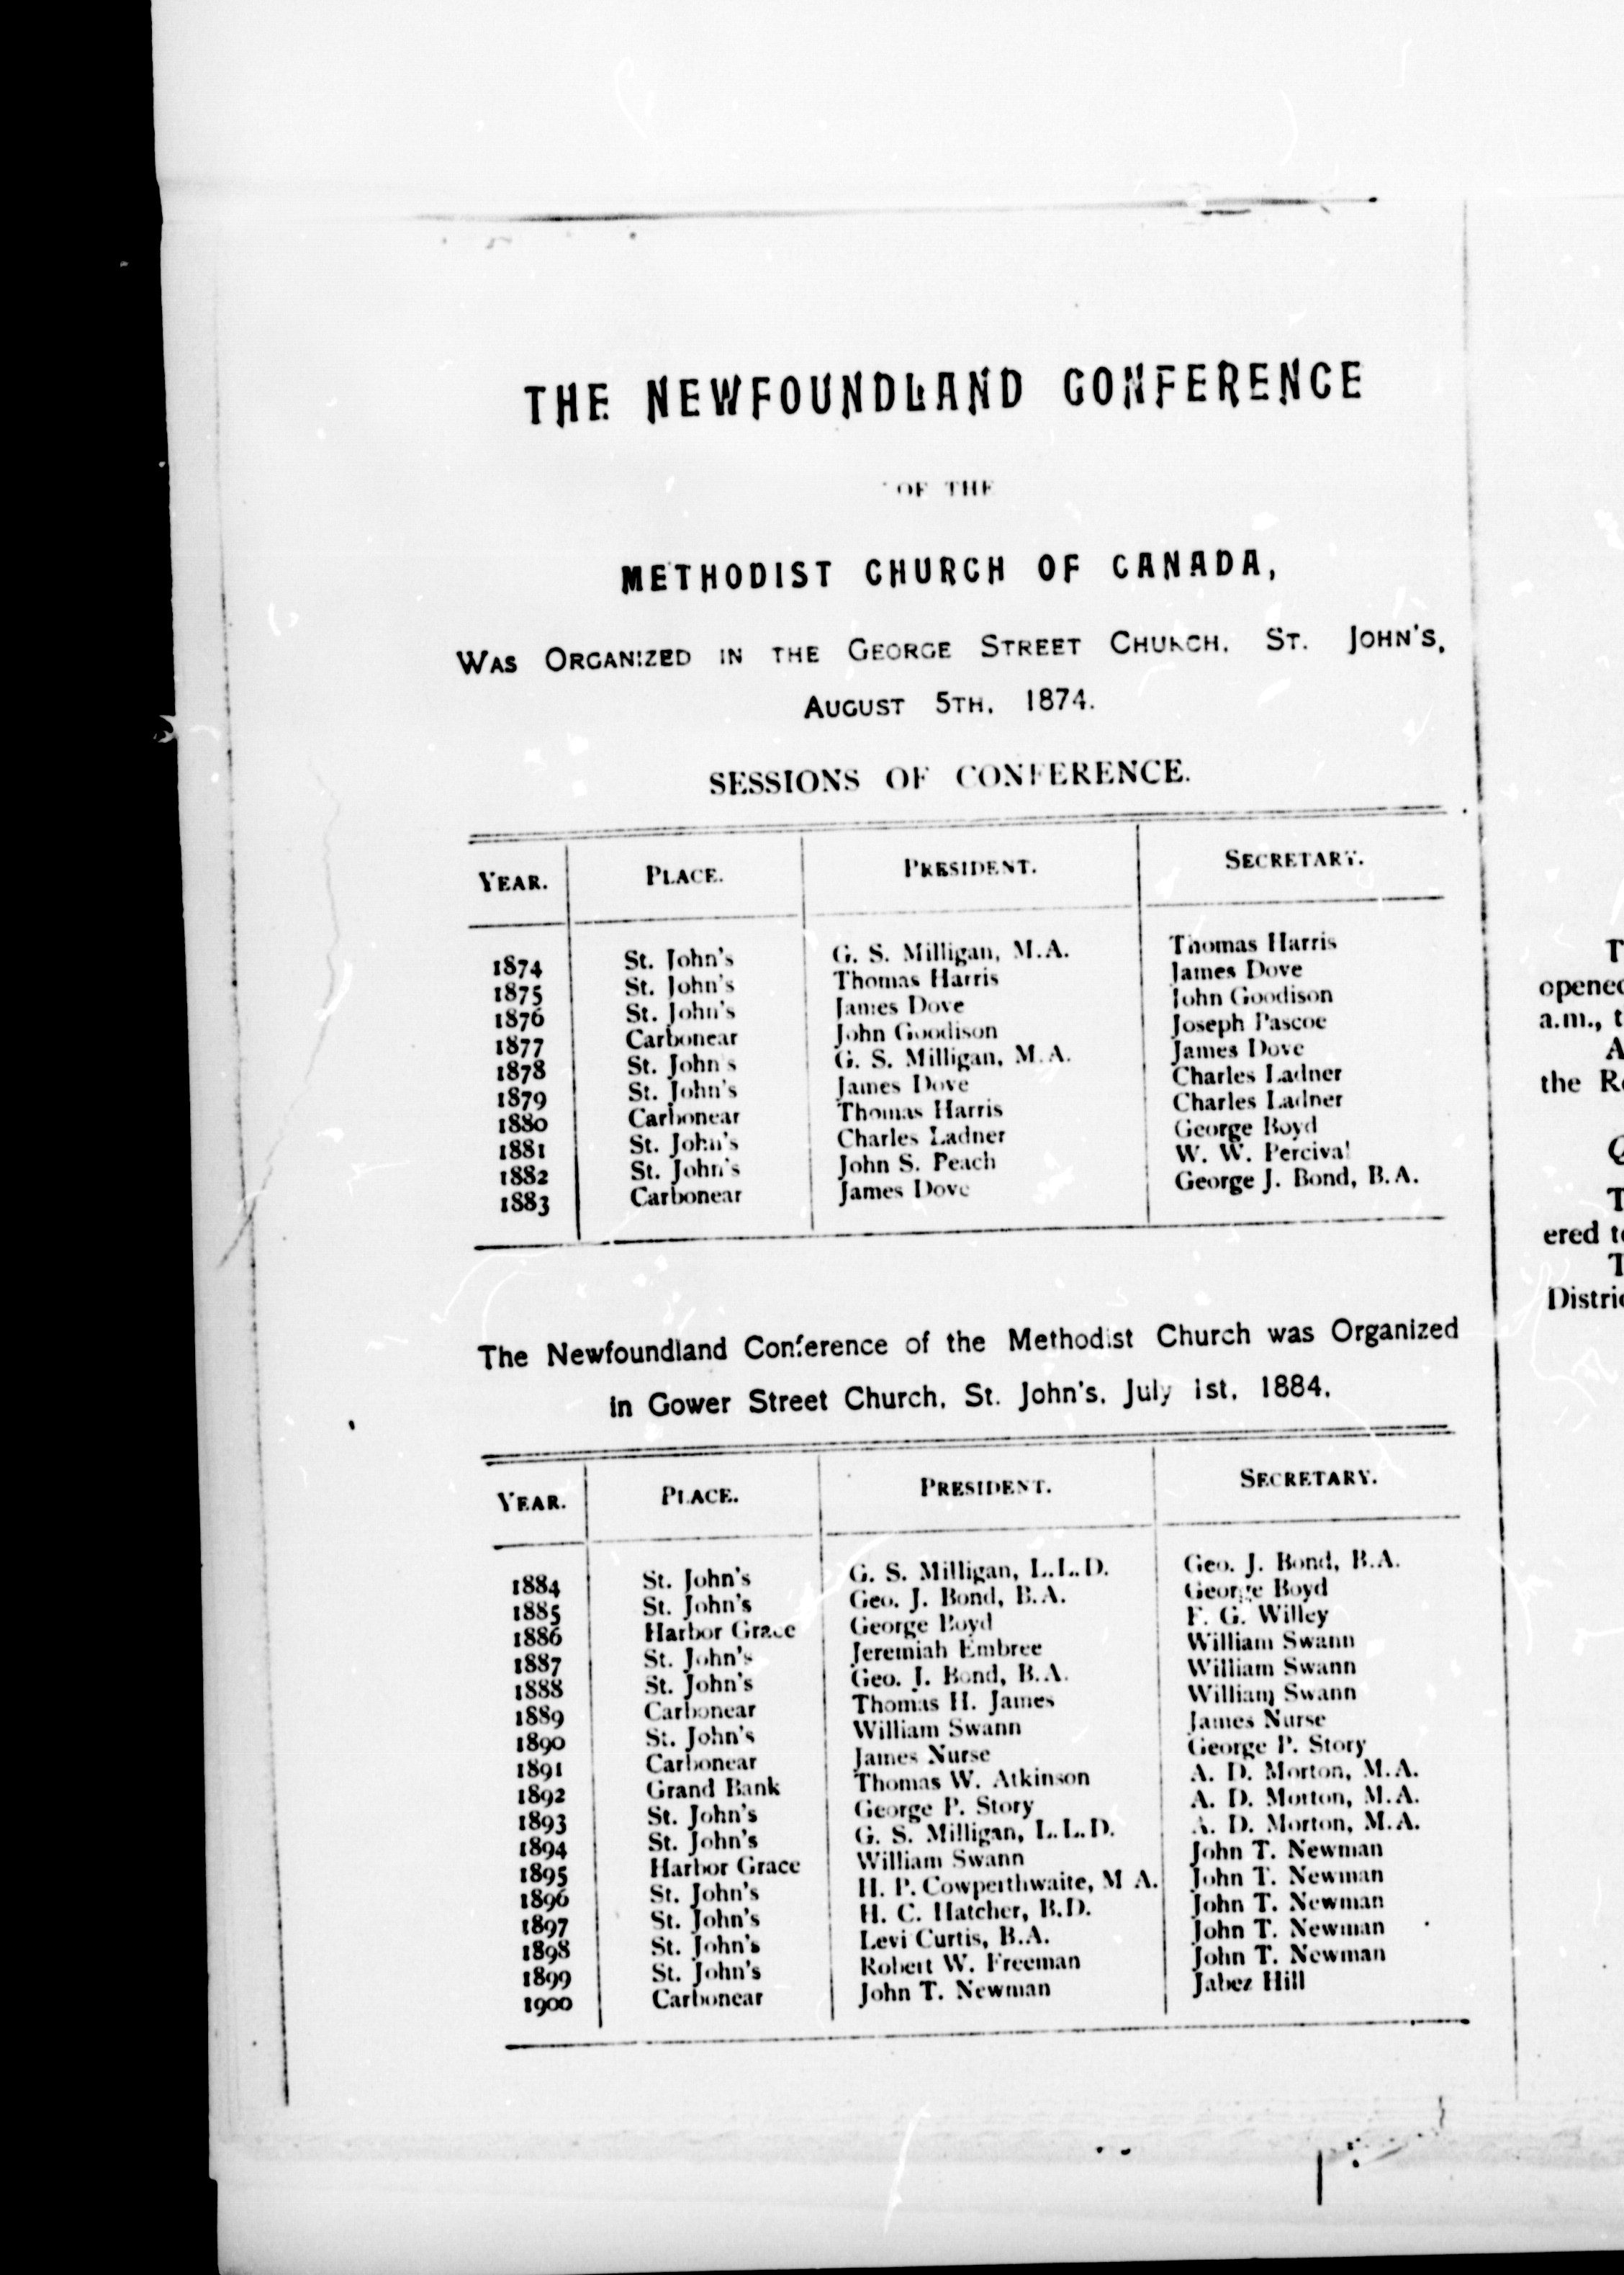 THE NEWFOUNDLAND CONFERENCE
OF THE
METHODIST CHURCH OF CANADA,
WAS ORGANIZED IN THE GEORGE STREET CHURCH, ST. JOHN'S,
AUGUST 5TH, 1874.
SESSIONS OF CONFERENCE.
YEAR. PLACE. PRESIDENT. SECRETARY.
1874 St. John's G. S. Milligan, M.A. Thomas Harris
1875 St. John's Thomas Harris James Dove
1876 St. John's James Dove John Goodison
1877 Carbonear John Goodison Joseph Pascoe
1878 St. John's G. S. Milligan, M.A. James Dove
1879 St. John's James Dove Charles Ladner
1880 Carbonear Thomas Harris Charles Ladner
1881 St. John's Charles Ladner George Boyd
1882 St. John's John S. Peach W. W. Percival
1883 Carbonear James Dove George J. Bond, B.A.
The Newfoundland Conference of the Methodist Church was Organized
in Gower Street Church, St. John's, July 1st, 1884.
YEAR. PLACE. PRESIDENT. SECRETARY.
1884 St. John's G. S. Milligan, L.L.D. Geo. J. Bond, B.A.
1885 St. John's Geo. J. Bond, B.A. George Boyd
1886 Harbor Grace George Boyd F. G. Willey
1887 St. John's Jeremiah Embree William Swann
1888 St. John's Geo. J. Bond, B.A. William Swann
1889 Carbonear Thomas H. James William Swann
1890 St. John's William Swann James Nurse
1891 Carbonear James Nurse George P. Story
1892 Grand Bank Thomas W. Atkinson A. D. Morton, M.A.
1893 St. John's George P. Story A. D. Morton, M.A.
1894 St. John's G. S. Milligan, L.L.D. A. D. Morton, M.A.
1895 Harbor Grace William Swann John T. Newman
1896 St. John's H. P. Cowperthwaite, M A. John T. Newman
1897 St. John's H. C. Hatcher, B.D. John T. Newman
1898 St. John's Levi Curtis, B.A. John T. Newman
1899 St. John's Robert W. Freeman John T. Newman
1900 Carbonear John T. Newman Jabez Hill
T
opened
a.m., t
A
the R
Q
T
ered t
T
Distri